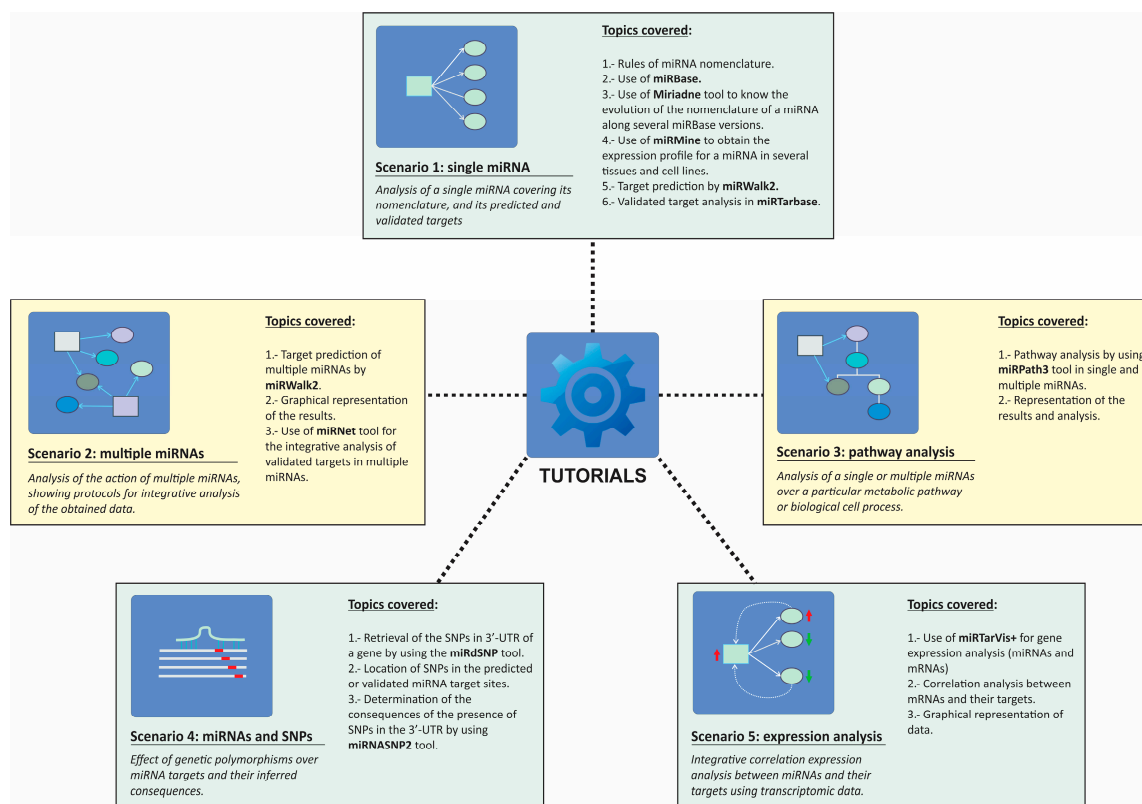 Topics covered:
1.- Rules of miRNA nomenclature.
2.- Use of miRBase.
3.- Use of Miriadne tool to know the
evolution of the nomenclature of a miRNA
along several miRBase versions.
4.- Use of miRMine to obtain the
expression profile for a miRNA in several
tissues and cell lines.
5.- Target prediction by miRWalk2.
6.- Validated target analysis in miRTarbase.
Scenario 1: single miRNA
Analysis of a single miRNA covering its
nomenclature, and its predicted and
validated targets
Topics covered:
1.- Target prediction of
multiple miRNAs by
miRWalk2.
2.- Graphical representation
of the results.
3.- Use of miRNet tool for
the integrative analysis of
validated targets in multiple
miRNAs.
Scenario 2: multiple miRNAs
Analysis of the action of multiple miRNAs,
showing protocols for integrative analysis
of the obtained data.
TUTORIALS
Topics covered:
1.- Pathway analysis by using
miRPath3 tool in single and
multiple miRNAs.
2.- Representation of the
results and analysis.
Scenario 3: pathway analysis
Analysis of a single or multiple miRNAs
over a particular metabolic pathway
or biological cell process.
Topics covered:
1.- Retrieval of the SNPs in 3'-UTR of
a gene by using the miRdSNP tool.
2.- Location of SNPs in the predicted
or validated miRNA target sites.
3.- Determination of the
consequences of the presence of
SNPs in the 3'-UTR by using
miRNASNP2 tool.
Scenario 4: miRNAs and SNPs
Effect of genetic polymorphisms over
miRNA targets and their inferred
consequences.
Topics covered:
1.- Use of miRTarVis+ for gene
expression analysis (miRNAs and
mRNAs)
2.- Correlation analysis between
mRNAs and their targets.
3.- Graphical representation of
data.
Scenario 5: expression analysis
Integrative correlation expression
analysis between miRNAs and their
targets using transcriptomic data.